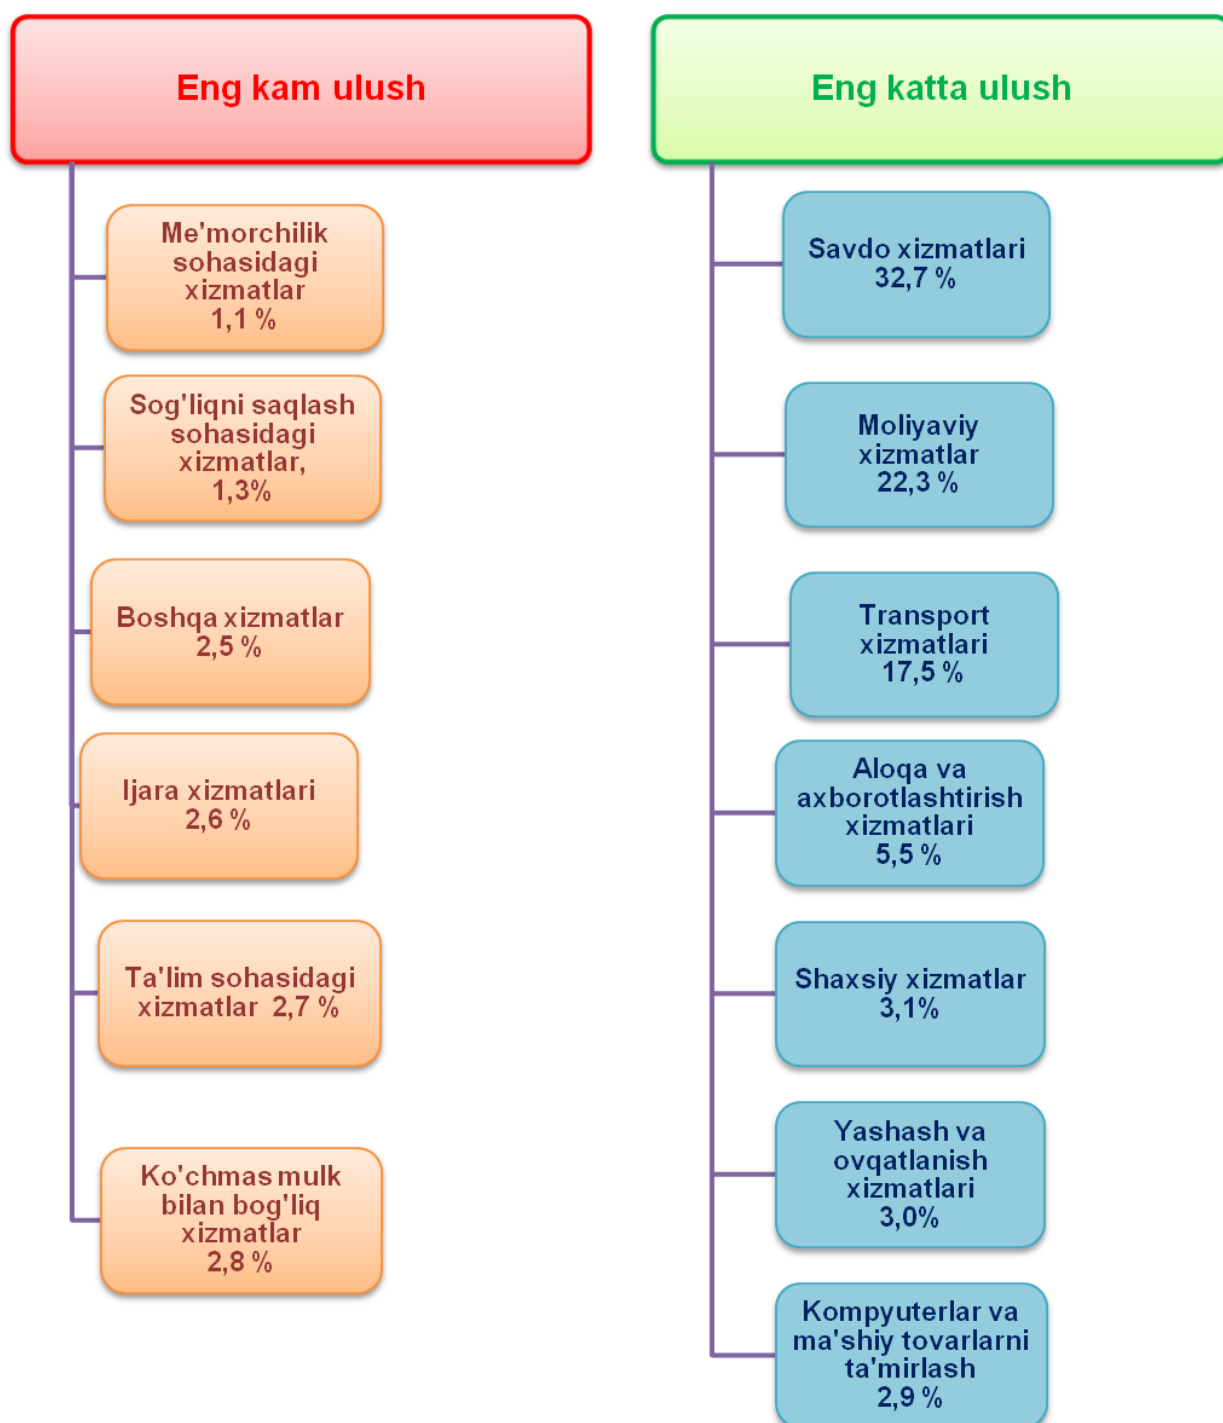 Eng kam ulush
Me'morchilik
sohasidagi
xizmatlar
1,1 %
Sog'liqni saqlash
sohasidagi
xizmatlar,
1,3%
Boshqa xizmatlar
2,5 %
Ijara xizmatlari
2,6 %
Ta'lim sohasidagi
xizmatlar 2,7 %
Ko'chmas mulk
bilan bog'liq
xizmatlar
2,8 %
Eng katta ulush
Savdo xizmatlari
32,7 %
Moliyaviy
xizmatlar
22,3 %
Transport
xizmatlari
17,5 %
Aloqa va
axborotlashtirish
xizmatlari
5,5 %
Shaxsiy xizmatlar
3,1%
Yashash va
ovqatlanish
xizmatlari
3,0%
Kompyuterlar va
ma'shiy tovarlarni
ta'mirlash
2,9 %